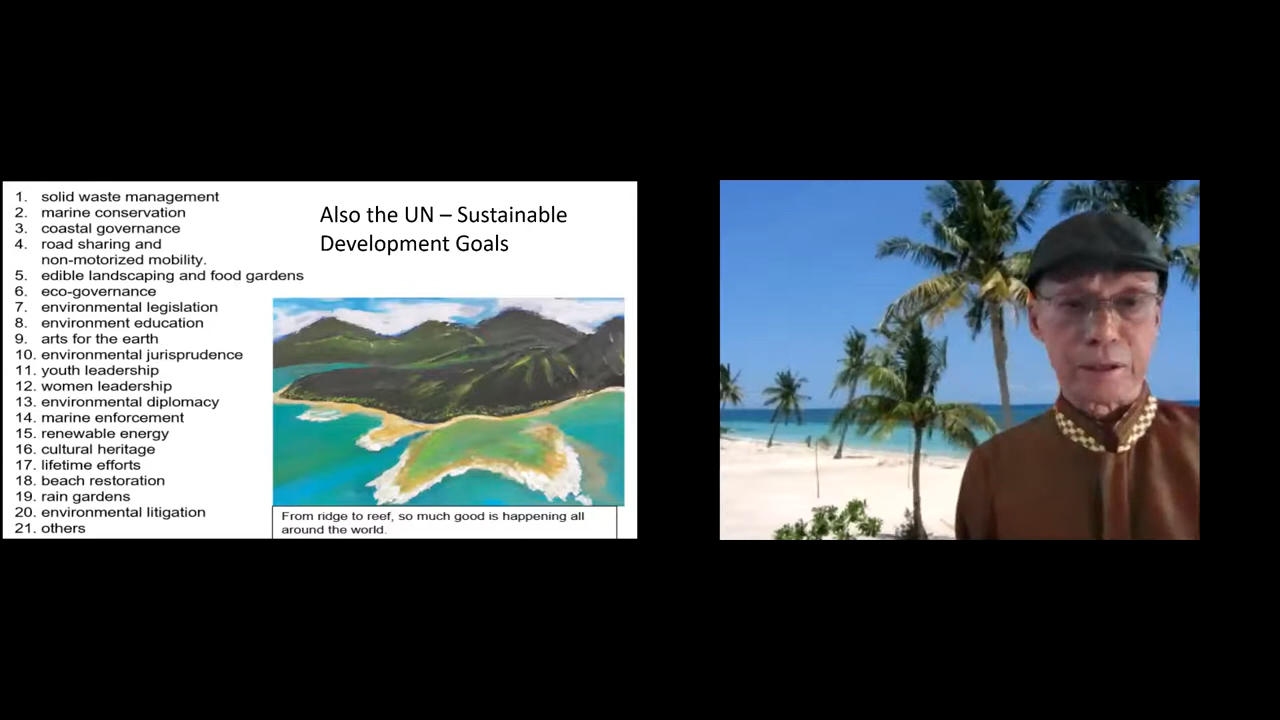 1. solid waste management
2. marine conservation
3. coastal governance
4. road sharing and
non-motorized mobility.
5. edible landscaping and food gardens
6. eco-governance
7. environmental legislation
8. environment education
9. arts for the earth
10. environmental jurisprudence
11. youth leadership
12. women leadership
13. environmental diplomacy
14. marine enforcement
15. renewable energy
16. cultural heritage
17. lifetime efforts
18. beach restoration
19. rain gardens
20. environmental litigation
21. others
Also the UN – Sustainable
Development Goals
From ridge to reef, so much good is happening all
around the world.